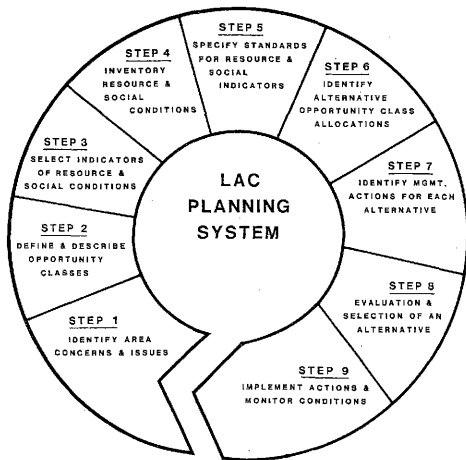 LAC
PLANNING
SYSTEM
STEP 1
IDENTIFY AREA
CONCERNS & ISSUES
STEP 2
DEFINE & DESCRIBE
OPPORTUNITY
CLASSES
STEP 3
SELECT INDICATORS
OF RESOURCE &
SOCIAL CONDITIONS
STEP 4
INVENTORY
RESOURCE &
SOCIAL
CONDITIONS
STEP 5
SPECIFY STANDARDS
FOR RESOURCE &
SOCIAL
INDICATORS
STEP 6
IDENTIFY
ALTERNATIVE
OPPORTUNITY CLASS
ALLOCATIONS
STEP 7
IDENTIFY MGMT.
ACTIONS FOR EACH
ALTERNATIVE
STEP 8
EVALUATION &
SELECTION OF AN
ALTERNATIVE
STEP 9
IMPLEMENT ACTIONS &
MONITOR CONDITIONS